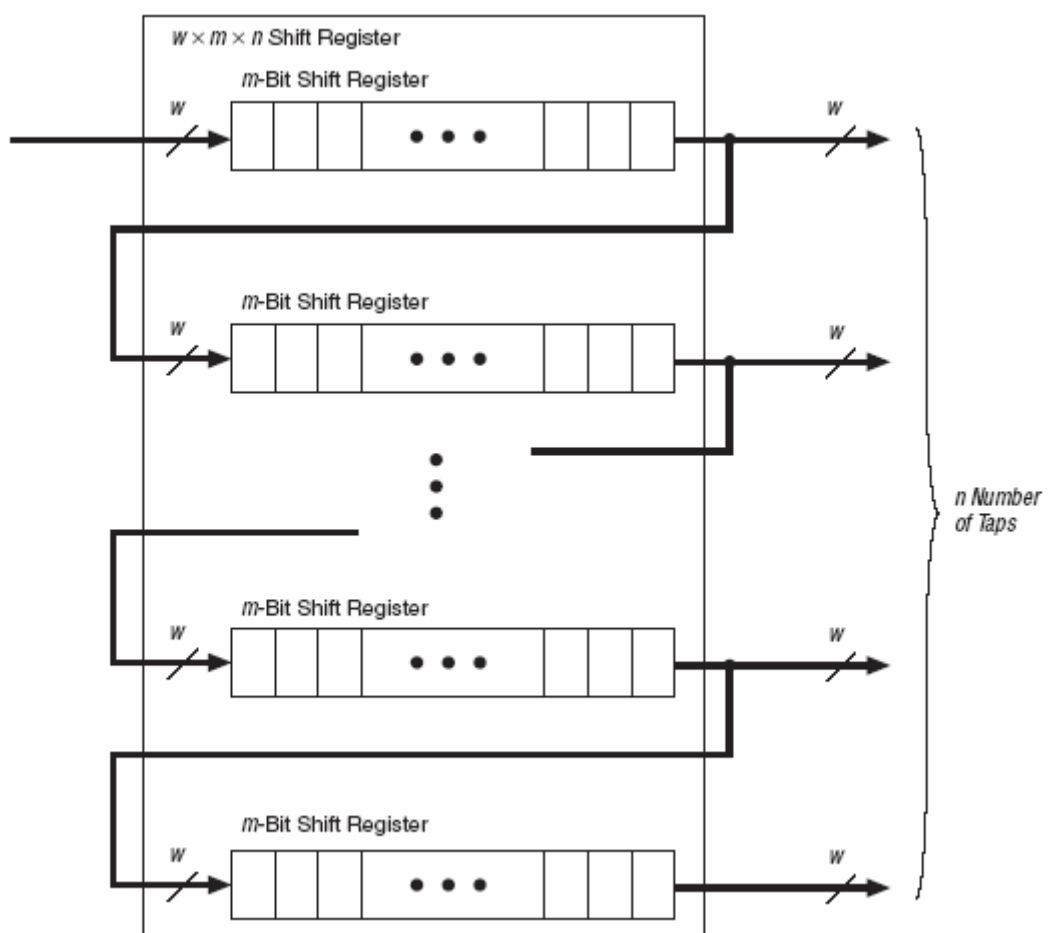 w × m × n Shift Register
m-Bit Shift Register
w
w
m-Bit Shift Register
w
w
n Number
of Taps
m-Bit Shift Register
w
w
m-Bit Shift Register
w
w